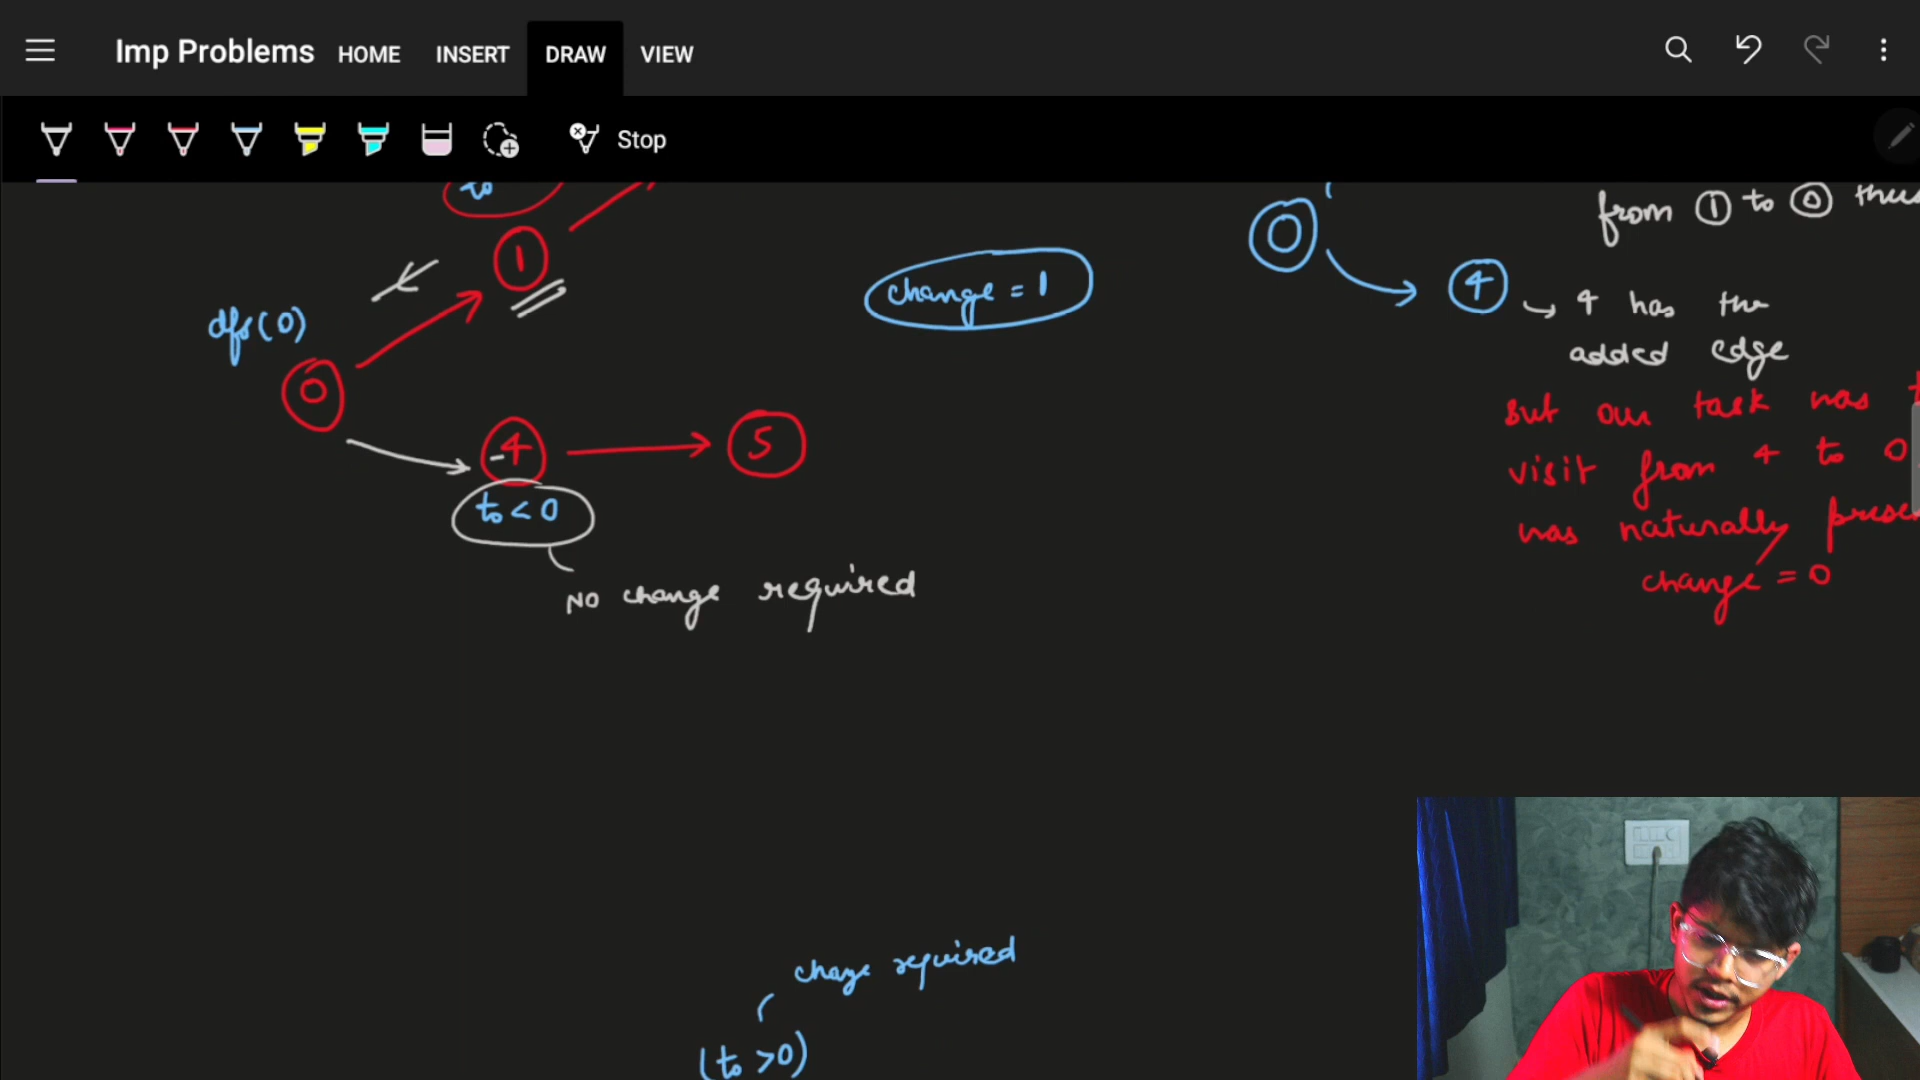 Imp Problems HOME INSERT DRAW VIEW
Stop
to
1
change = 1
dfs(0)
0
-4
5
to < 0
No change required
0
4
from 1 to 0 thus
↳ 4 has the
added edge
But our task was
visit from 4 to 0
was naturally
change = 0
change required
(to >0)